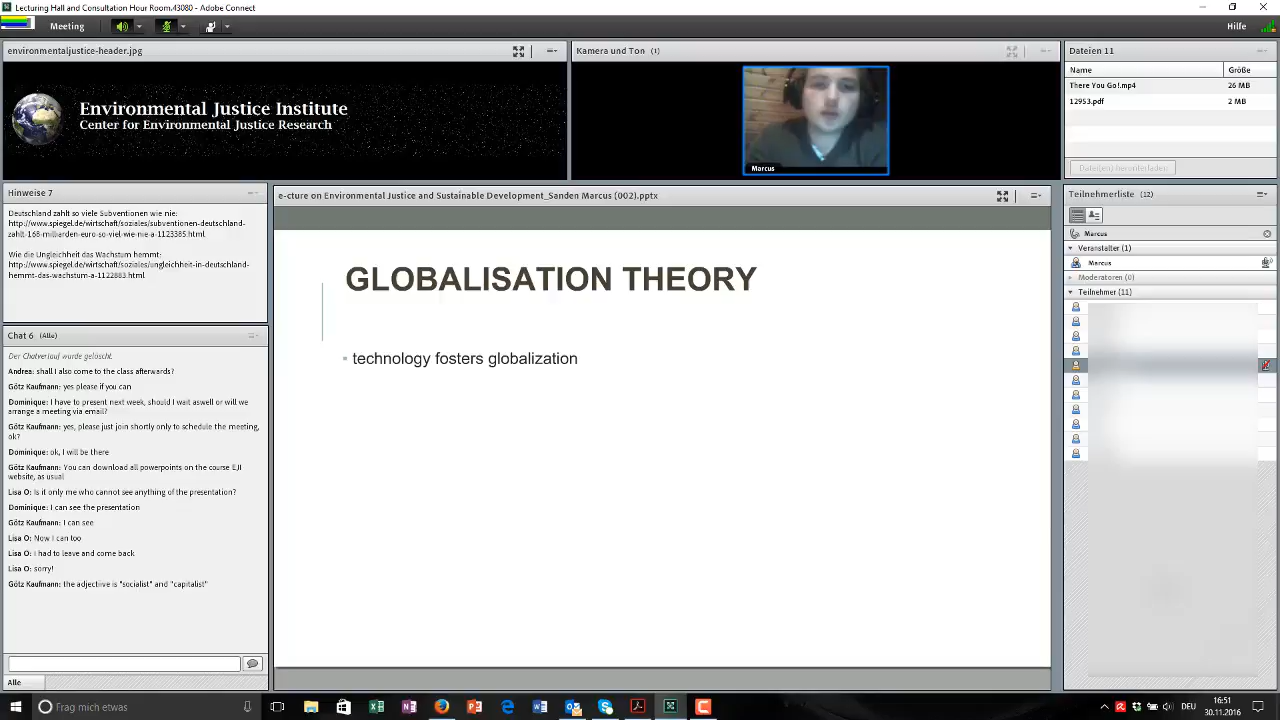 Lecturing Hall and Consultation Hour Room,43080 - Adobe Connect
Meeting
Hilfe
environmentaljustice-header.jpg
Environmental Justice Institute
Center for Environmental Justice Research
Kamera und Ton (1)
Marcus
Dateien 11
Name
Größe
There You Go!.mp4
26 MB
12953.pdf
2 MB
Datei(en) herunterladen
Hinweise 7
Deutschland zahlt so viele Subventionen wie nie:
http://www.spiegel.de/wirtschaft/soziales/subventionen-deutschland-
zahlt-168-milliarden-euro-so-viel-wie-nie-a-1123385.html
Wie die Ungleichheit das Wachstum hemmt:
http://www.spiegel.de/wirtschaft/soziales/ungleichheit-in-deutschland-
hemmt-das-wachstum-a-1122883.html
Chat 6 (Alle)
Der Chatverlauf wurde gelöscht.
Andrea: shall I also come to the class afterwards?
Götz Kaufmann: yes please if you can
Dominique: I have to present next week, should I wait aswell or will we
arrange a meeting via email?
Götz Kaufmann: yes, please just join shortly only to schedule the meeting,
ok?
Dominique: ok, I will be there
Götz Kaufmann: You can download all powerpoints on the course EJI
website, as usual
Lisa O: Is it only me who cannot see anything of the presentation?
Dominique: I can see the presentation
Götz Kaufmann: I can see
Lisa O: Now I can too
Lisa O: i had to leave and come back
Lisa O: sorry!
Götz Kaufmann: the adjectiive is "socialist" and "capitalist"
Alle
e-cture on Environmental Justice and Sustainable Development_Sanden Marcus (002).pptx
GLOBALISATION THEORY
technology fosters globalization
Teilnehmerliste (12)
Marcus
Veranstalter (1)
Marcus
Moderatoren (0)
Teilnehmer (11)
Frag mich etwas
DEU
16:51
30.11.2016